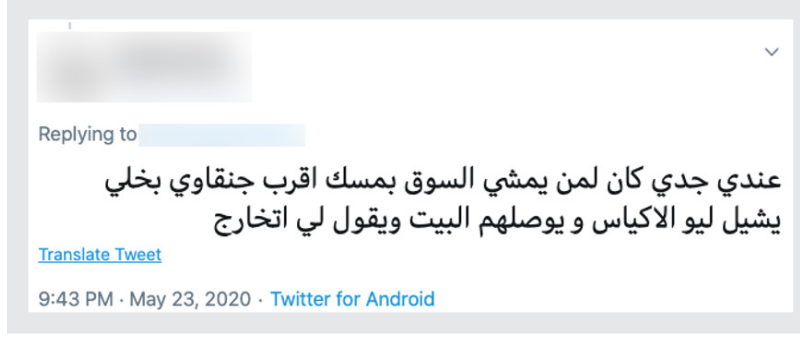 Replying to
عندي جدي كان لمن يمشي السوق بمسك اقرب جنقاوي بخلي
يشيل ليو الاكياس و يوصلهم البيت ويقول لي اتخارج
Translate Tweet
9:43 PM · May 23, 2020 · Twitter for Android